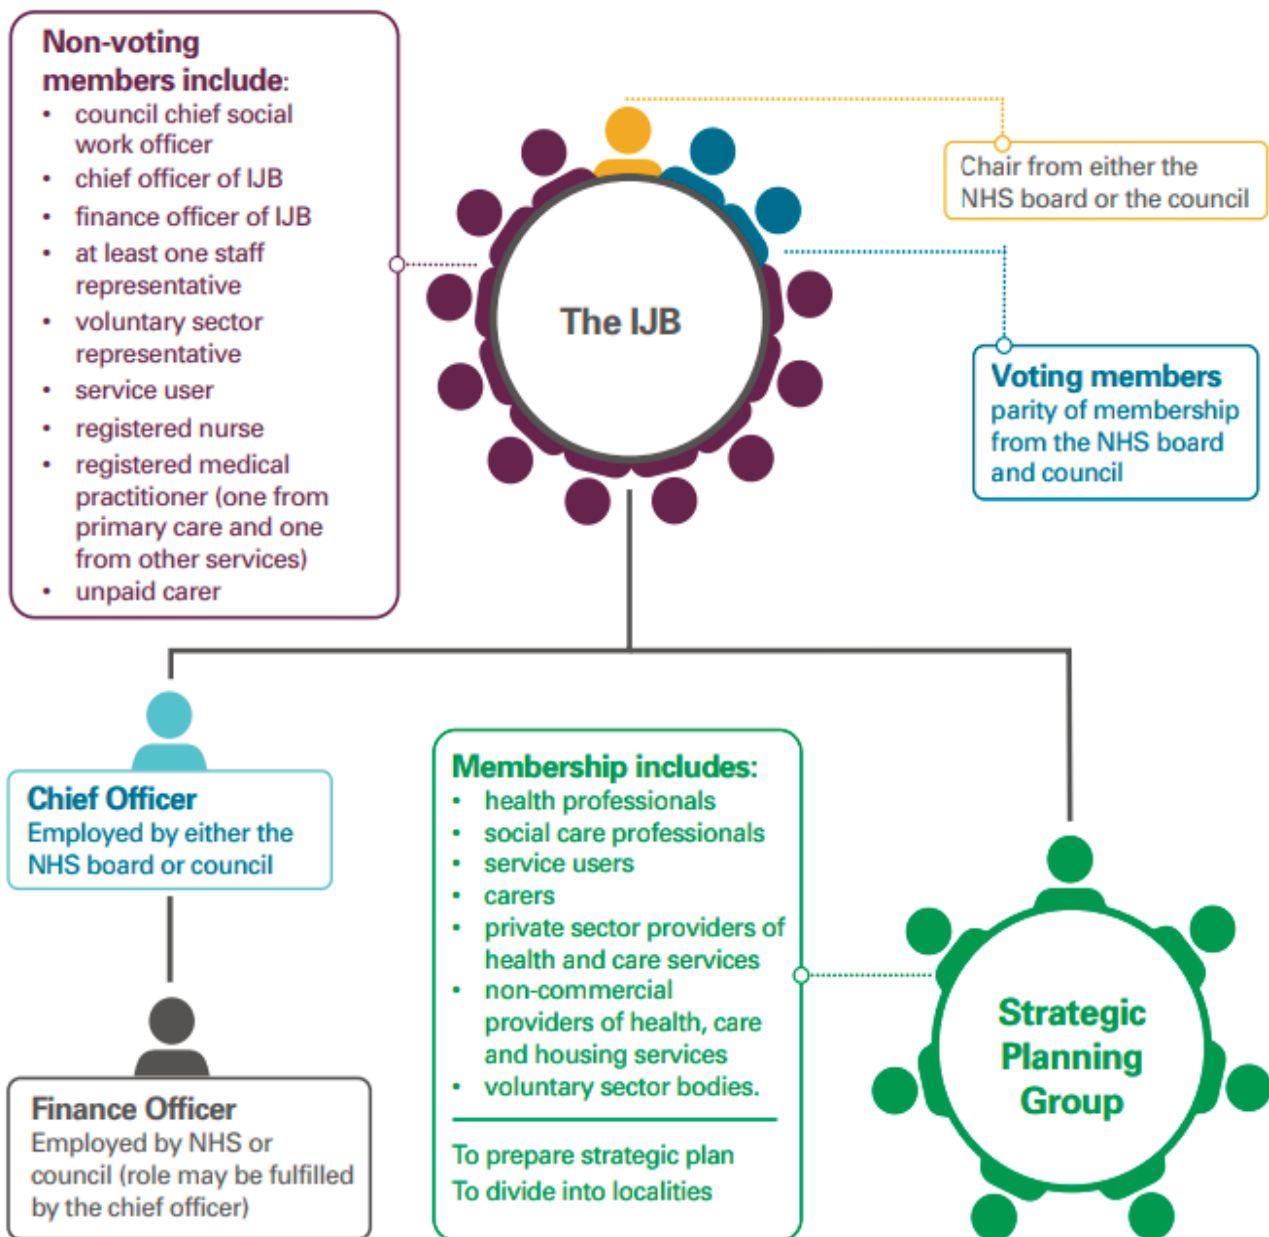 Non-voting
members include:
• council chief social
work officer
• chief officer of IJB
• finance officer of IJB
• at least one staff
representative
• voluntary sector
representative
• service user
• registered nurse
• registered medical
practitioner (one from
primary care and one
from other services)
• unpaid carer
The IJB
Chair from either the
NHS board or the council
Voting members
parity of membership
from the NHS board
and council
Chief Officer
Employed by either the
NHS board or council
Finance Officer
Employed by NHS or
council (role may be fulfilled
by the chief officer)
Membership includes:
• health professionals
• social care professionals
• service users
• carers
• private sector providers of
health and care services
• non-commercial
providers of health, care
and housing services
• voluntary sector bodies.
To prepare strategic plan
To divide into localities
Strategic
Planning
Group